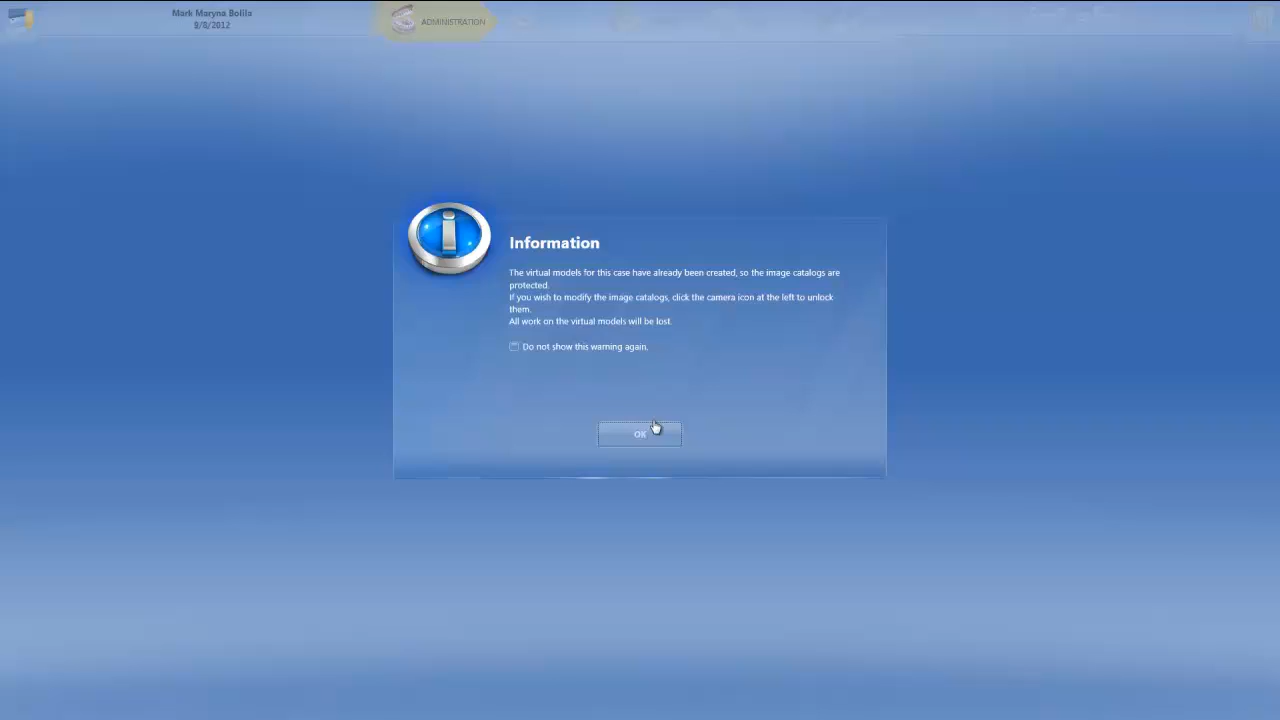 Mark Maryna Bolila
8/8/2012
ADMINISTRATION
Information
The virtual models for this case have already been created, so the image catalogs are
protected.
If you wish to modify the image catalogs, click the camera icon at the left to unlock
them.
All work on the virtual models will be lost.
Do not show this warning again.
OK